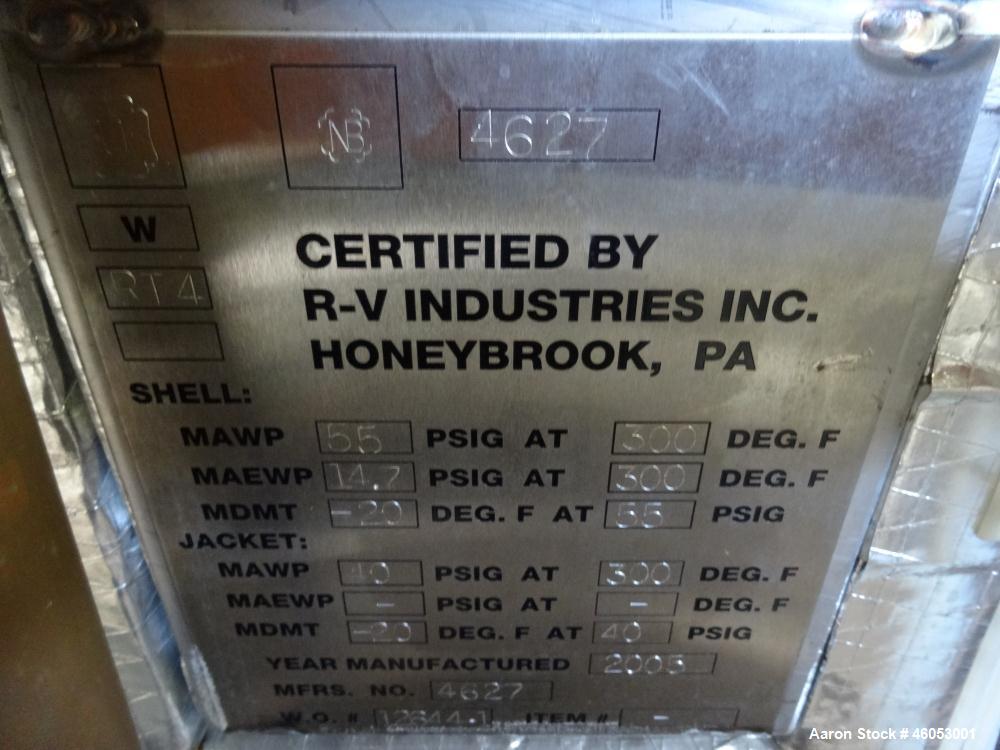 NB 4627
W
RT4
CERTIFIED BY
R-V INDUSTRIES INC.
HONEYBROOK, PA
SHELL:
MAWP 55 PSIG AT 300 DEG. F
MAEWP 14.7 PSIG AT 300 DEG. F
MDMT -20 DEG. F AT 55 PSIG
JACKET:
MAWP 40 PSIG AT 300 DEG. F
MAEWP - PSIG AT - DEG. F
MDMT -20 DEG. F AT 40 PSIG
YEAR MANUFACTURED 2005
MFRS. NO. 4627
W.O. # 12644.1 ITEM # -
Aaron Stock # 46053001